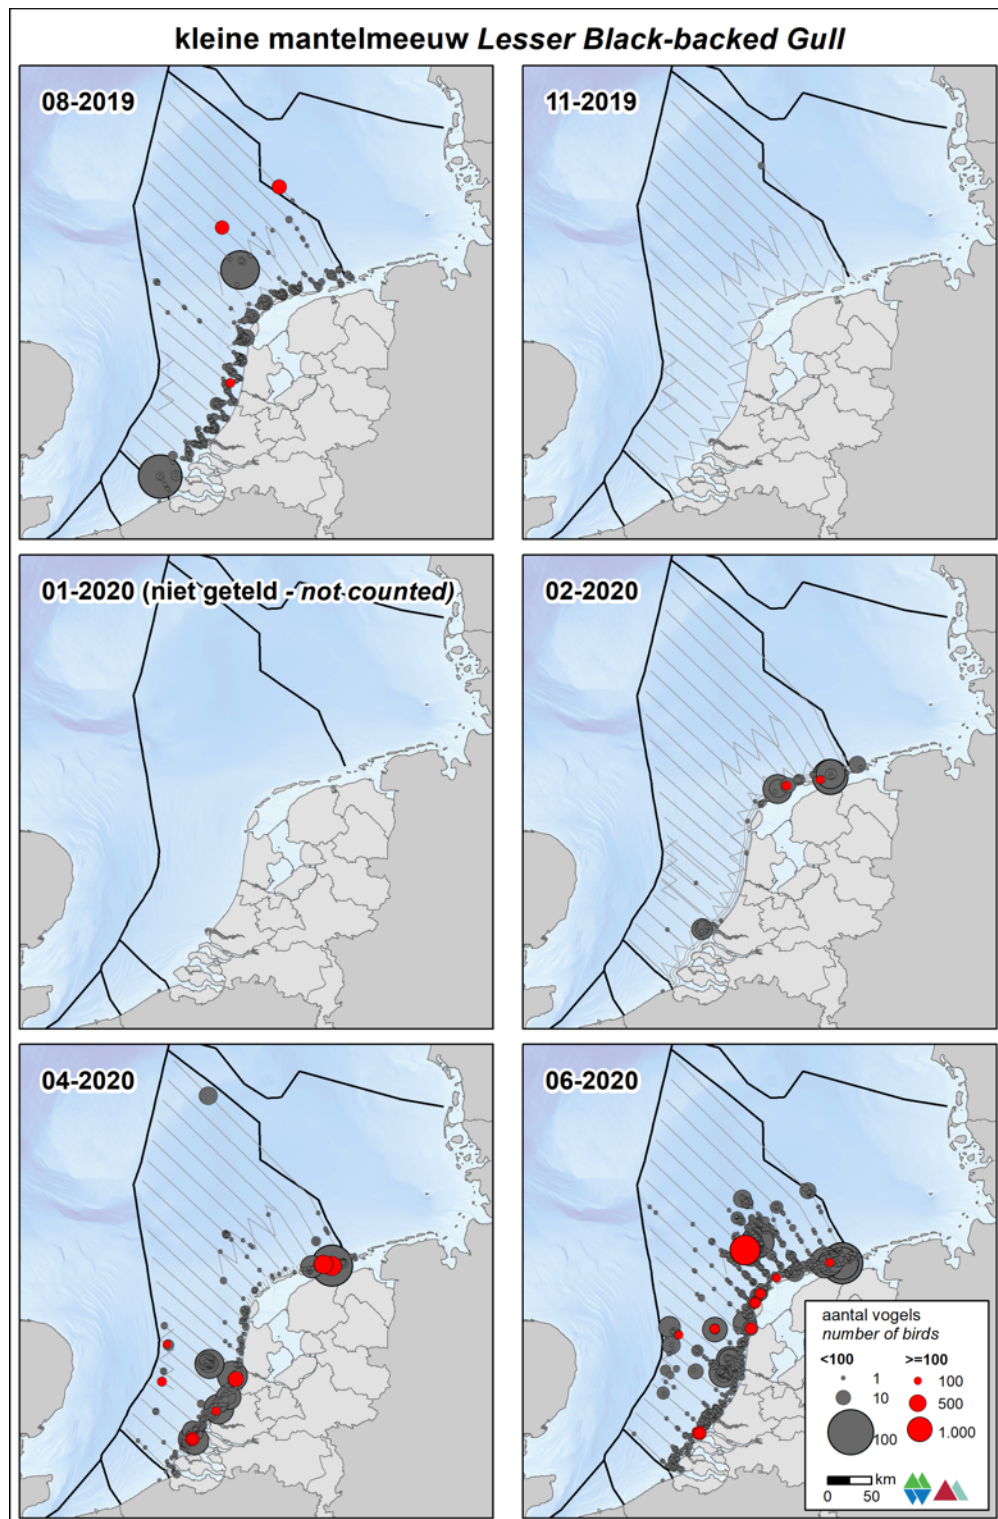 kleine mantelmeeuw Lesser Black-backed Gull
08-2019
11-2019
01-2020 (niet geteld - not counted)
02-2020
04-2020
06-2020
aantal vogels
number of birds
<100 >=100
1 100
10 500
100 1.000
km
0 50